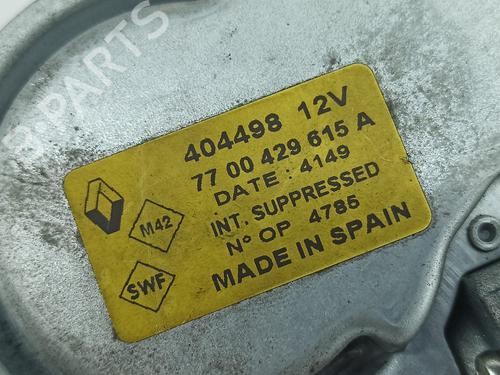 B-PARTS
404498 12V
77 00 429 615 A
DATE : 4149
INT. SUPPRESSED
N° OP 4785
MADE IN SPAIN
M42
SWF